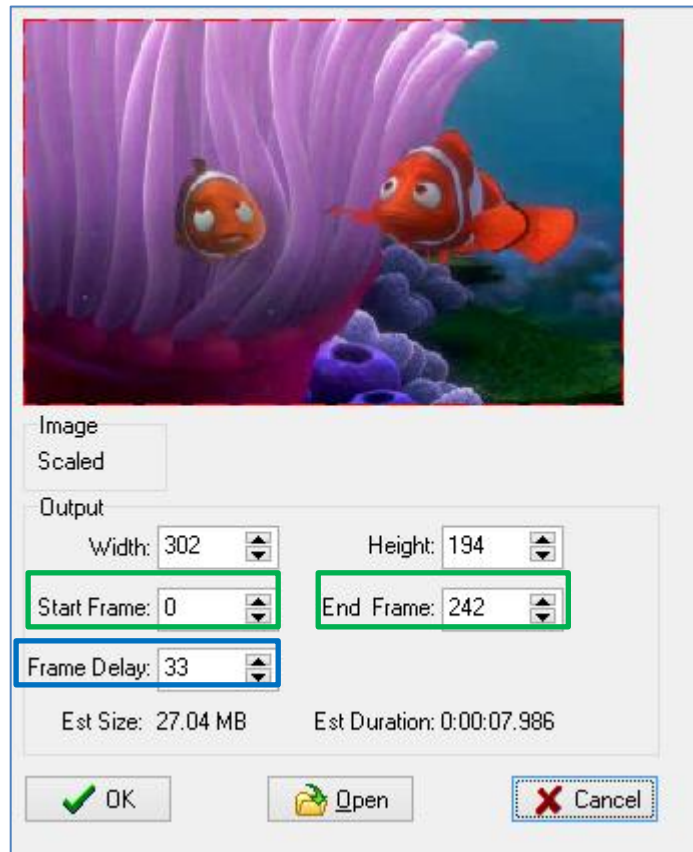 Image
Scaled
Output
Width: 302 Height: 194
Start Frame: 0 End Frame: 242
Frame Delay: 33
Est Size: 27.04 MB Est Duration: 0:00:07.986
OK Open Cancel